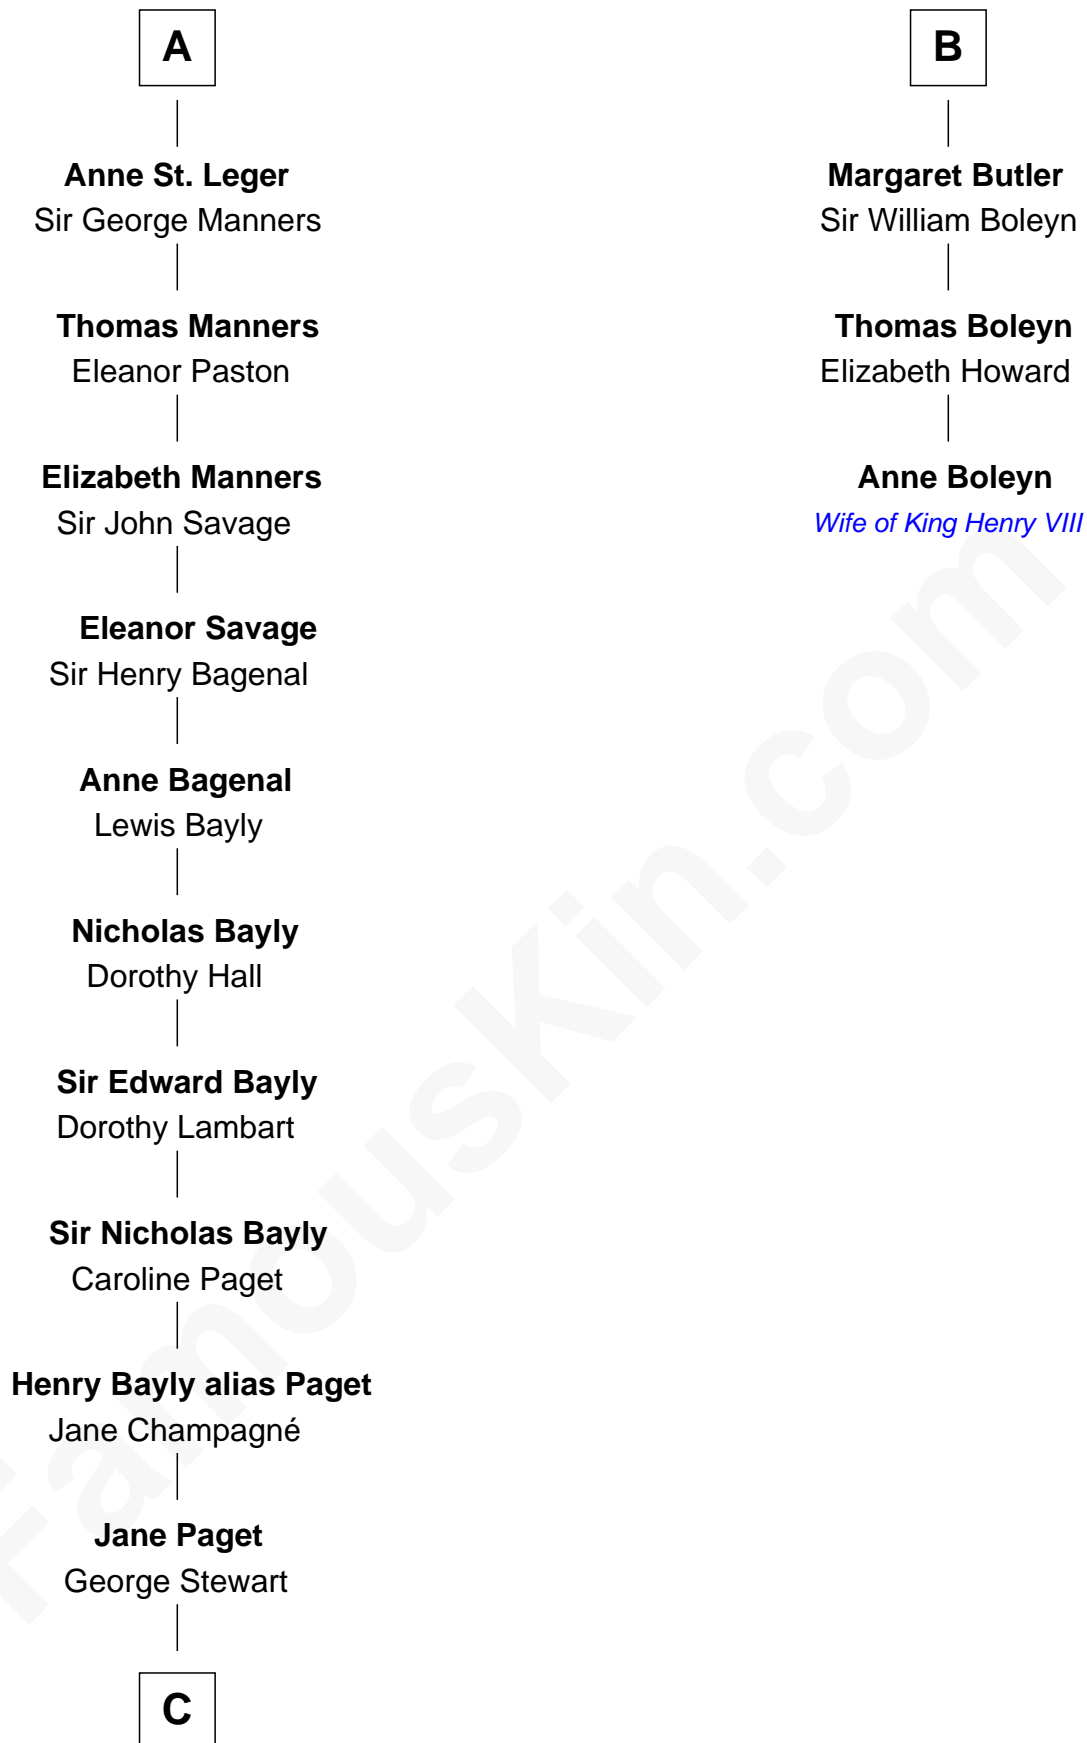 A
Anne St. Leger
Sir George Manners
Thomas Manners
Eleanor Paston
Elizabeth Manners
Sir John Savage
Eleanor Savage
Sir Henry Bagenal
Anne Bagenal
Lewis Bayly
Nicholas Bayly
Dorothy Hall
Sir Edward Bayly
Dorothy Lambart
Sir Nicholas Bayly
Caroline Paget
Henry Bayly alias Paget
Jane Champagné
Jane Paget
George Stewart
C
B
Margaret Butler
Sir William Boleyn
Thomas Boleyn
Elizabeth Howard
Anne Boleyn
Wife of King Henry VIII
FamousKin.com